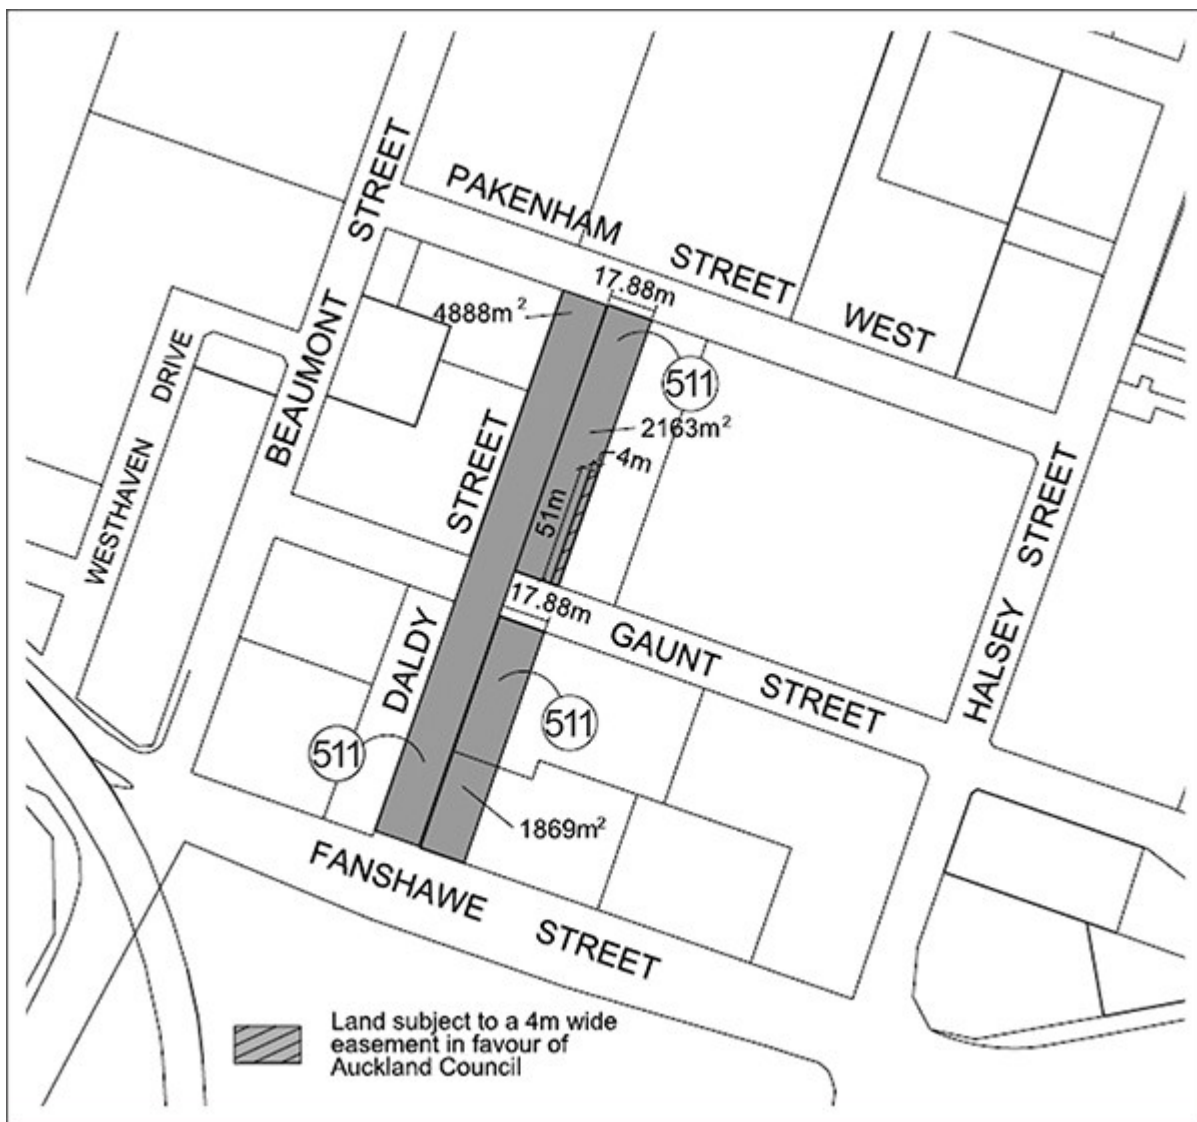 PAKENHAM STREET WEST
STREET
17.88m
4888m²
511
2163m²
4m
51m
WESTHAVEN DRIVE
BEAUMONT
STREET
HALSEY STREET
17.88m
GAUNT STREET
DALDY
511
511
1869m²
FANSHAWE STREET
Land subject to a 4m wide
easement in favour of
Auckland Council